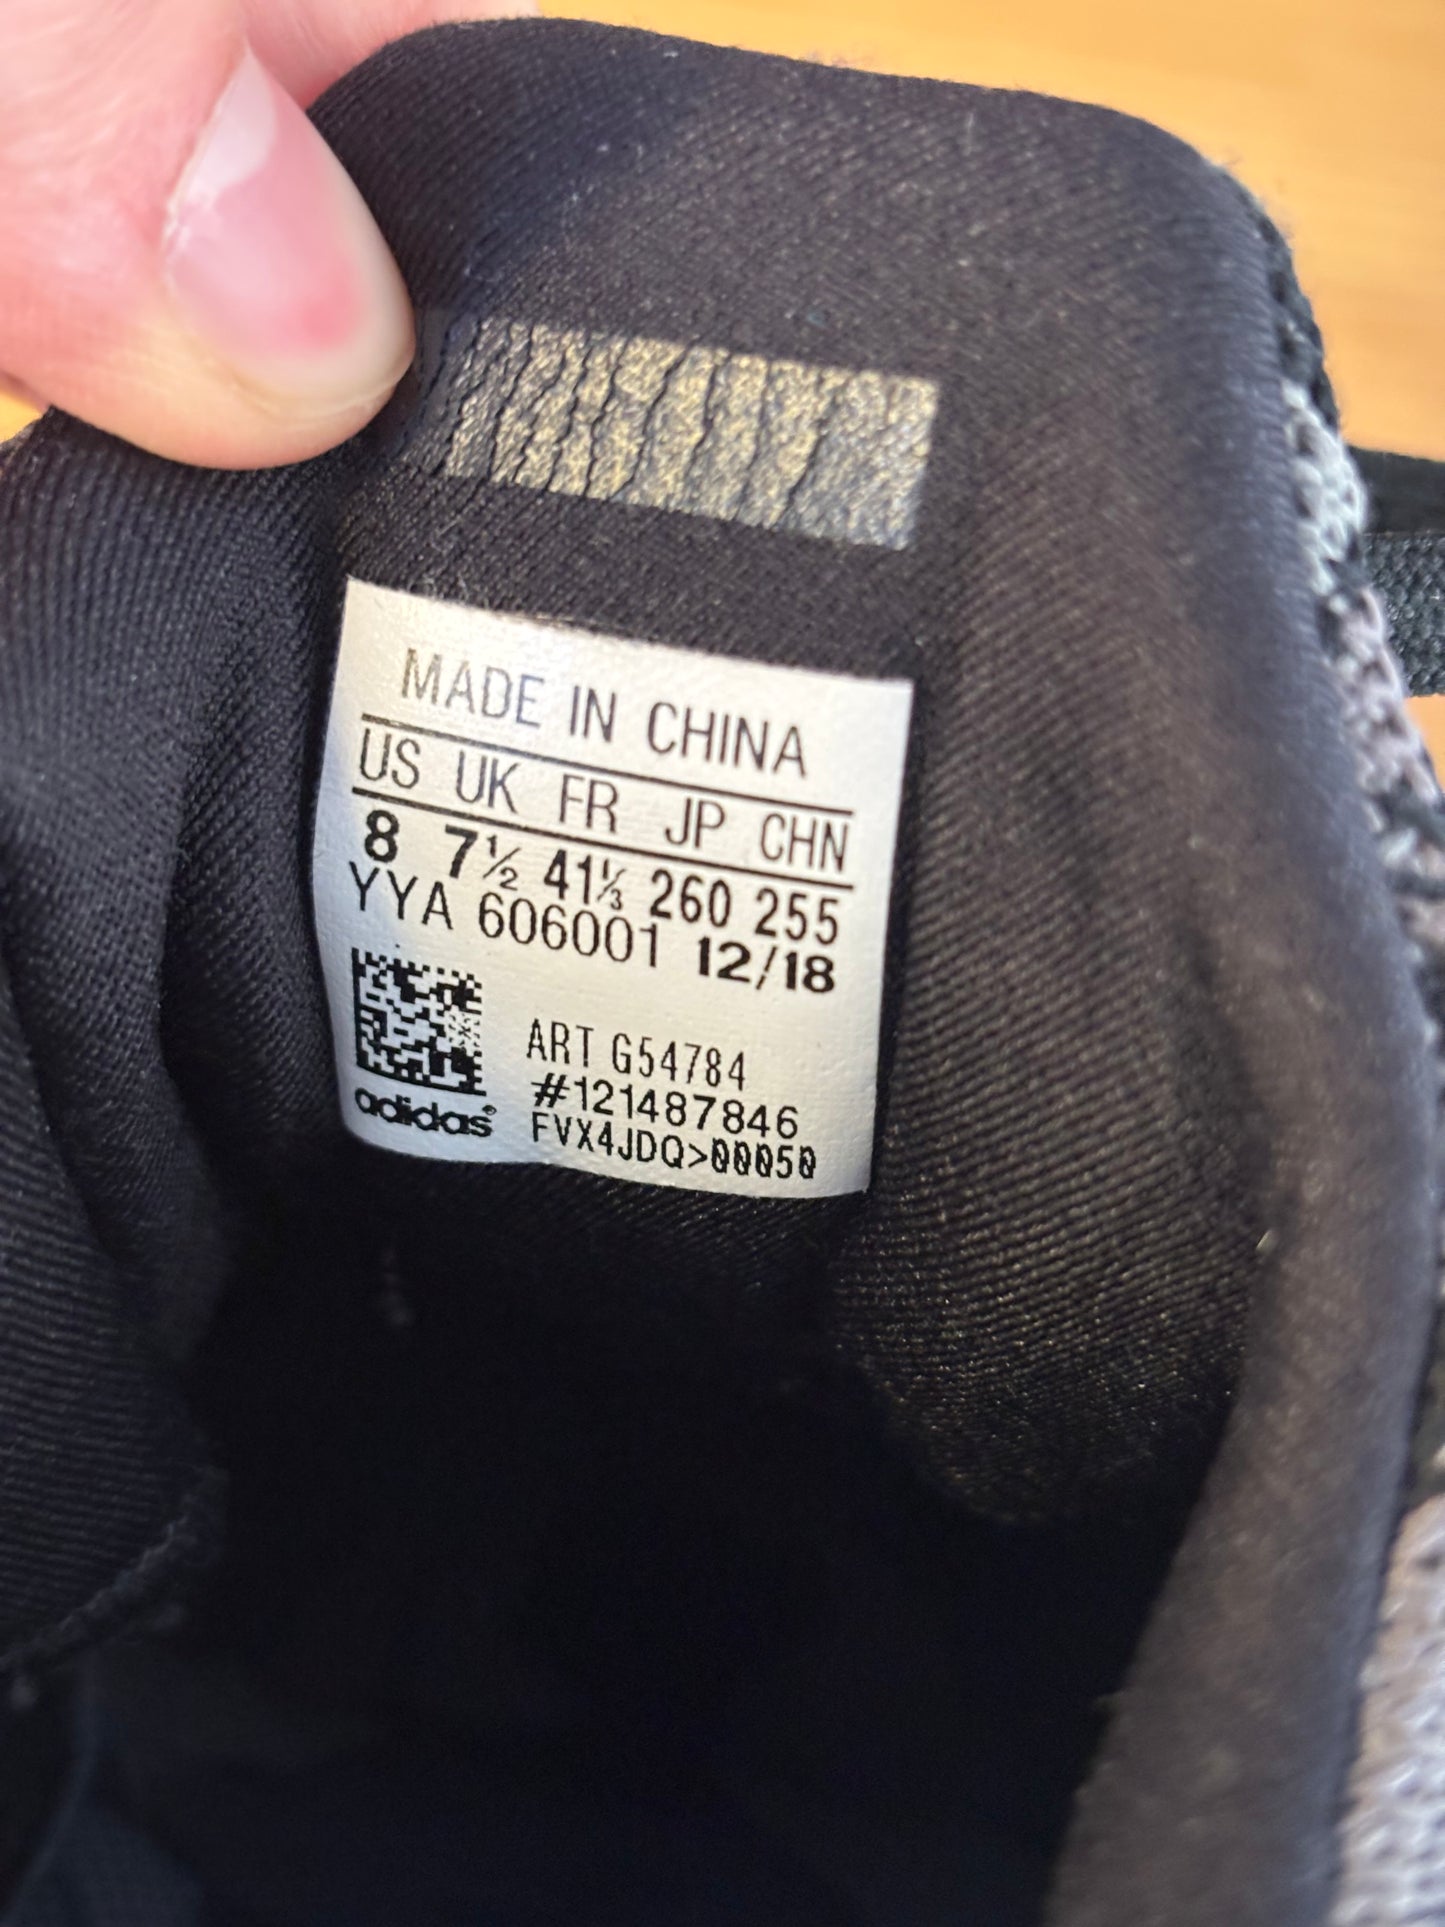 MADE IN CHINA
US UK FR JP CHN
8 7½ 41⅓ 260 255
YYA 606001 12/18
ART G54784
#121487846
adidas® FVX4JDQ>00050